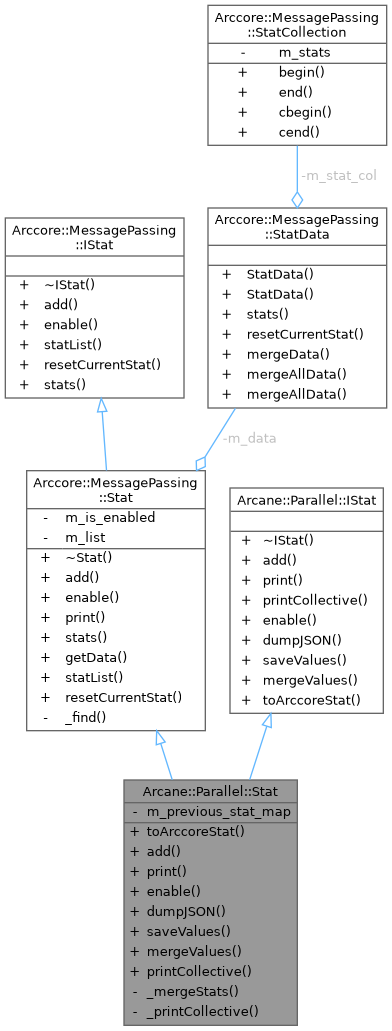 Arccore::MessagePassing
::StatCollection
- m_stats
+ begin()
+ end()
+ cbegin()
+ cend()
-m_stat_col
Arccore::MessagePassing
::StatData
+ StatData()
+ StatData()
+ stats()
+ resetCurrentStat()
+ mergeData()
+ mergeAllData()
+ mergeAllData()
Arccore::MessagePassing
::IStat
+ ~IStat()
+ add()
+ enable()
+ statList()
+ resetCurrentStat()
+ stats()
-m_data
Arccore::MessagePassing
::Stat
- m_is_enabled
- m_list
+ ~Stat()
+ add()
+ enable()
+ print()
+ stats()
+ getData()
+ statList()
+ resetCurrentStat()
- _find()
Arcane::Parallel::IStat
+ ~IStat()
+ add()
+ print()
+ printCollective()
+ enable()
+ dumpJSON()
+ saveValues()
+ mergeValues()
+ toArccoreStat()
Arcane::Parallel::Stat
- m_previous_stat_map
+ toArccoreStat()
+ add()
+ print()
+ enable()
+ dumpJSON()
+ saveValues()
+ mergeValues()
+ printCollective()
- _mergeStats()
- _printCollective()